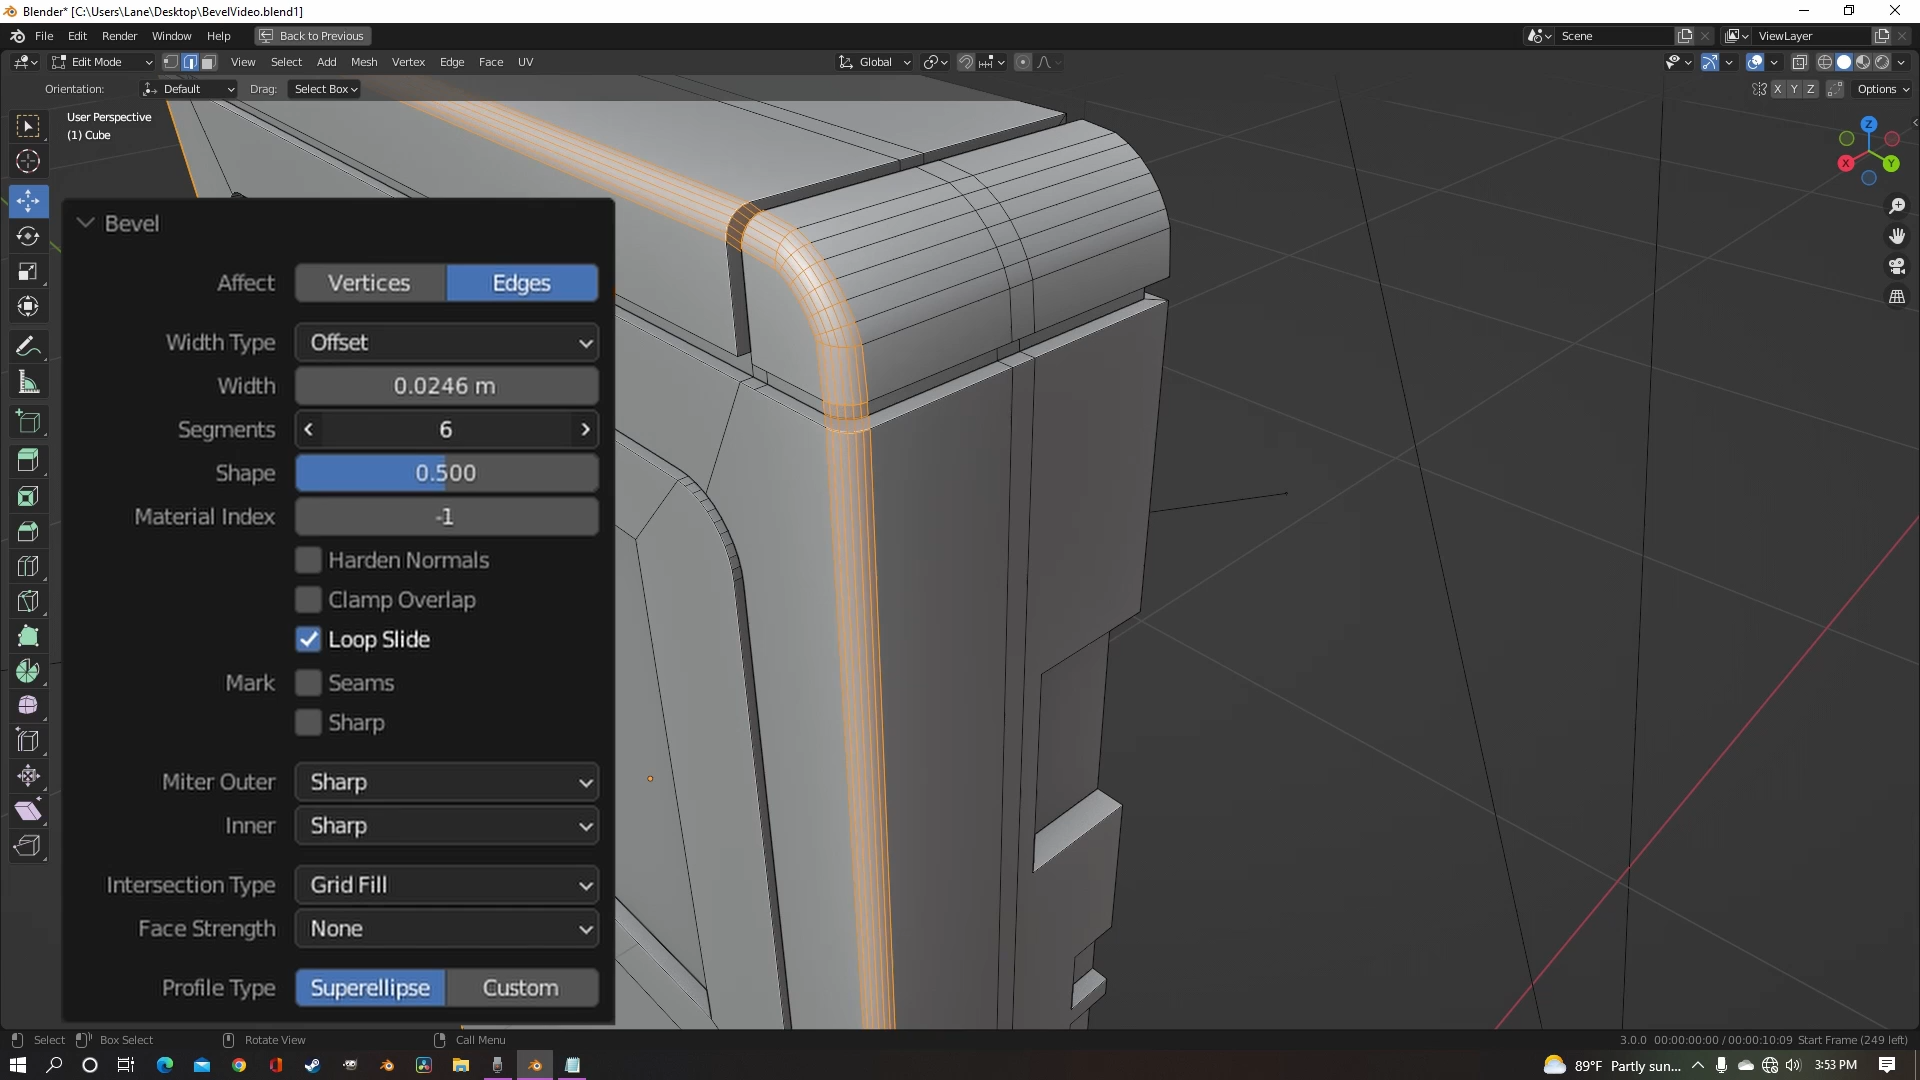 Blender* [C:\Users\Lane\Desktop\BevelVideo.blend1]
File Edit Render Window Help Back to Previous Scene ViewLayer
Edit Mode View Select Add Mesh Vertex Edge Face UV Global
Orientation: Default Drag: Select Box X Y Z Options
User Perspective
(1) Cube
Z
X Y
Bevel
Affect Vertices Edges
Width Type Offset
Width 0.0246 m
Segments 6
Shape 0.500
Material Index -1
Harden Normals
Clamp Overlap
Loop Slide
Mark Seams
Sharp
Miter Outer Sharp
Inner Sharp
Intersection Type Grid Fill
Face Strength None
Profile Type Superellipse Custom
Select Box Select Rotate View Call Menu 3.0.0 00:00:00:00 / 00:00:10:09 Start Frame (249 left)
89°F Partly sun... 3:53 PM